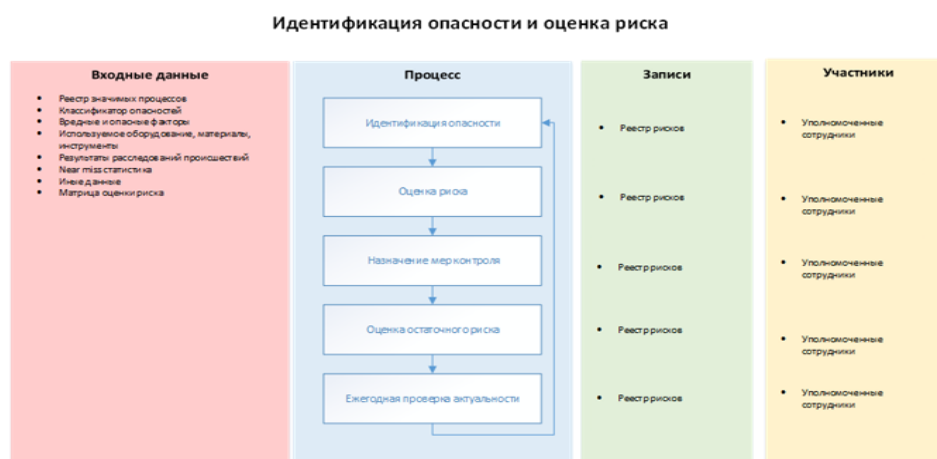 Идентификация опасности и оценка риска
Входные данные
Реестр значимых процессов
Классификатор опасностей
Вредные и опасные факторы
Используемое оборудование, материалы,
инструменты
Результаты расследований происшествий
Near miss статистика
Иные данные
Матрица оценки риска
Процесс
Идентификация опасности
Оценка риска
Назначение мер контроля
Оценка остаточного риска
Ежегодная проверка актуальности
Записи
Реестр рисков
Реестр рисков
Реестр рисков
Реестр рисков
Реестр рисков
Участники
Уполномоченные
сотрудники
Уполномоченные
сотрудники
Уполномоченные
сотрудники
Уполномоченные
сотрудники
Уполномоченные
сотрудники